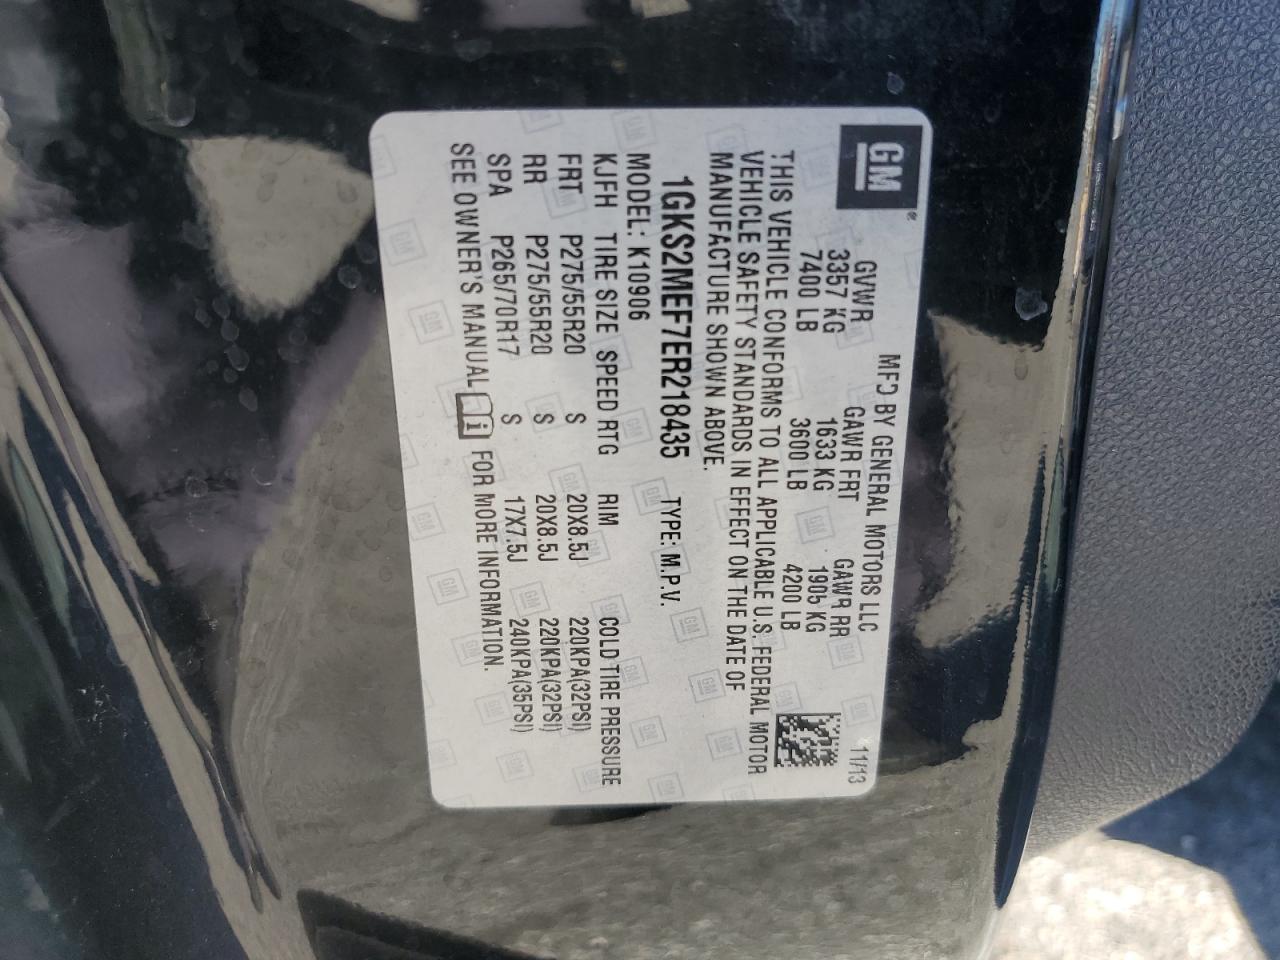 GM
MFD BY GENERAL MOTORS LLC 11/13
GVWR GAWR FRT GAWR RR
3357 KG 1633 KG 1905 KG
7400 LB 3600 LB 4200 LB
THIS VEHICLE CONFORMS TO ALL APPLICABLE U.S. FEDERAL MOTOR
VEHICLE SAFETY STANDARDS IN EFFECT ON THE DATE OF
MANUFACTURE SHOWN ABOVE.
1GKS2MEF7ER218435 TYPE: M.P.V.
MODEL: K10906
KJFH TIRE SIZE SPEED RTG RIM COLD TIRE PRESSURE
FRT P275/55R20 S 20X8.5J 220KPA(32PSI)
RR P275/55R20 S 20X8.5J 220KPA(32PSI)
SPA P265/70R17 S 17X7.5J 240KPA(35PSI)
SEE OWNER'S MANUAL i FOR MORE INFORMATION.